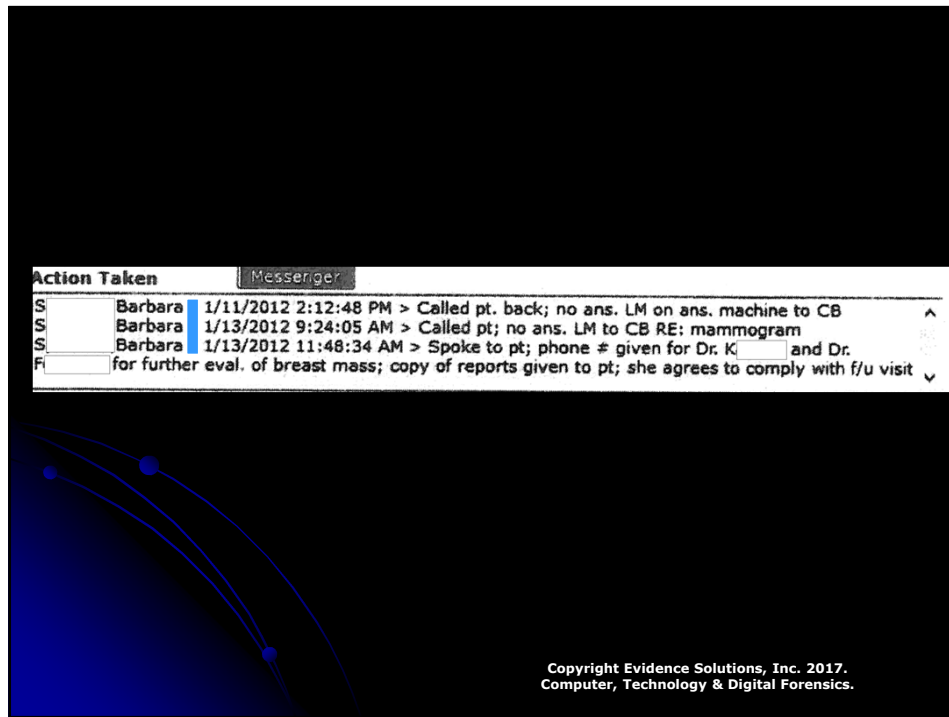 Action Taken Messenger
S Barbara 1/11/2012 2:12:48 PM > Called pt. back; no ans. LM on ans. machine to CB
S Barbara 1/13/2012 9:24:05 AM > Called pt; no ans. LM to CB RE: mammogram
S Barbara 1/13/2012 11:48:34 AM > Spoke to pt; phone # given for Dr. K and Dr.
F for further eval. of breast mass; copy of reports given to pt; she agrees to comply with f/u visit
Copyright Evidence Solutions, Inc. 2017.
Computer, Technology & Digital Forensics.